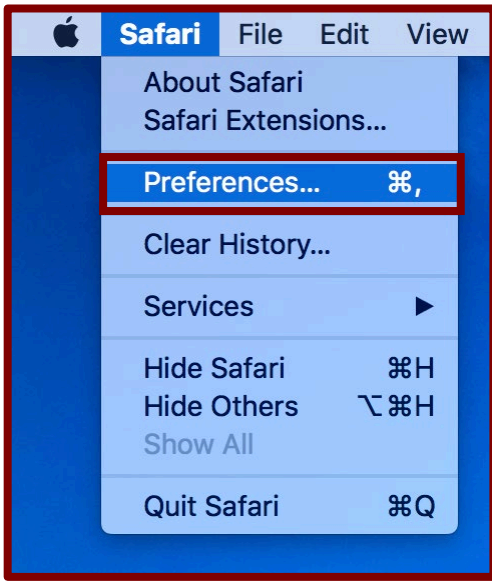 Safari File Edit View
About Safari
Safari Extensions...
Preferences... ⌘,
Clear History...
Services ▶
Hide Safari ⌘H
Hide Others ⌥⌘H
Show All
Quit Safari ⌘Q